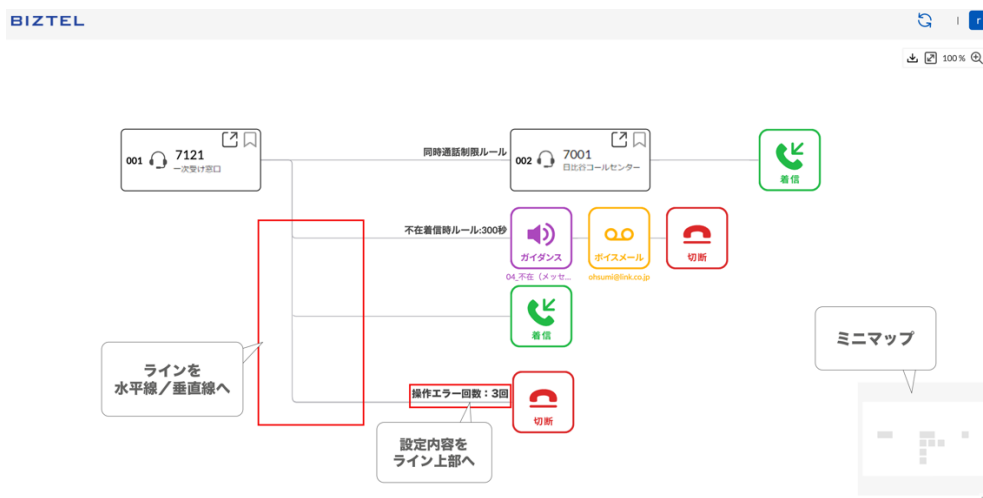 BIZTEL
r
100 %
001 7121
一次受け窓口
同時通話制限ルール
002 7001
日比谷コールセンター
着信
不在着信時ルール:300秒
ガイダンス
ボイスメール
切断
04_不在（メッセ...
ohsumi@link.co.jp
着信
ミニマップ
ラインを
水平線／垂直線へ
操作エラー回数：3回
切断
設定内容を
ライン上部へ